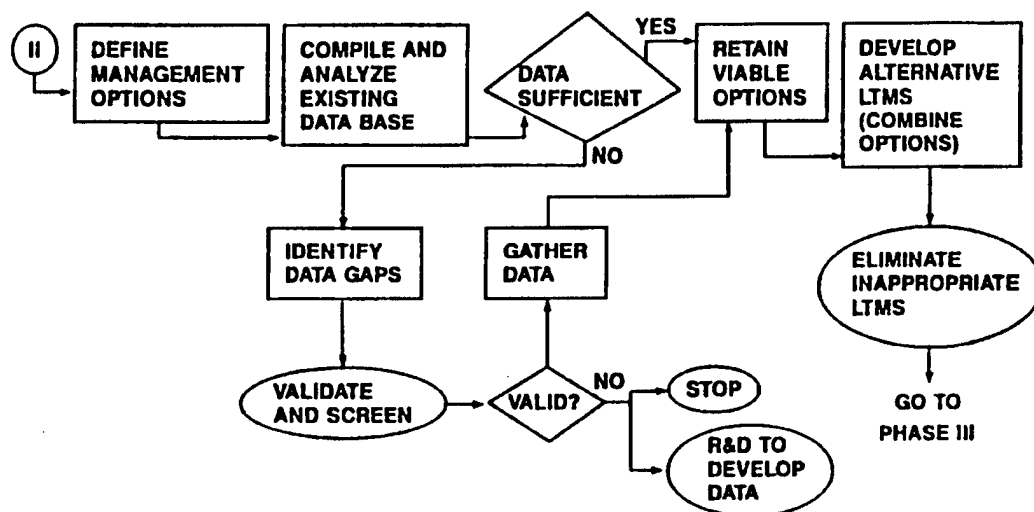 II
DEFINE
MANAGEMENT
OPTIONS
COMPILE AND
ANALYZE
EXISTING
DATA BASE
DATA
SUFFICIENT
YES
NO
RETAIN
VIABLE
OPTIONS
DEVELOP
ALTERNATIVE
LTMS
(COMBINE
OPTIONS)
IDENTIFY
DATA GAPS
GATHER
DATA
ELIMINATE
INAPPROPRIATE
LTMS
VALIDATE
AND SCREEN
VALID?
NO
STOP
R&D TO
DEVELOP
DATA
GO TO
PHASE III